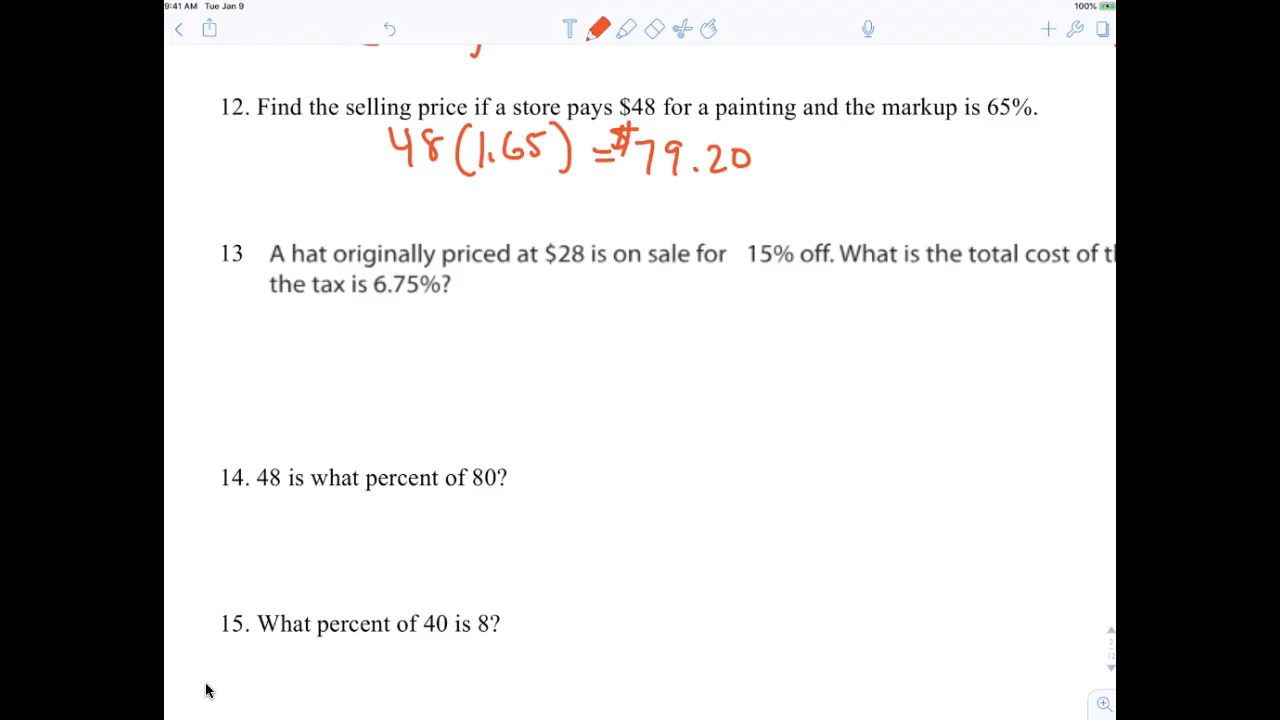 9:41 AM Tue Jan 9
100%
T
12. Find the selling price if a store pays $48 for a painting and the markup is 65%.
48(1.65) = $79.20
13 A hat originally priced at $28 is on sale for 15% off. What is the total cost of
the tax is 6.75%?
14. 48 is what percent of 80?
15. What percent of 40 is 8?